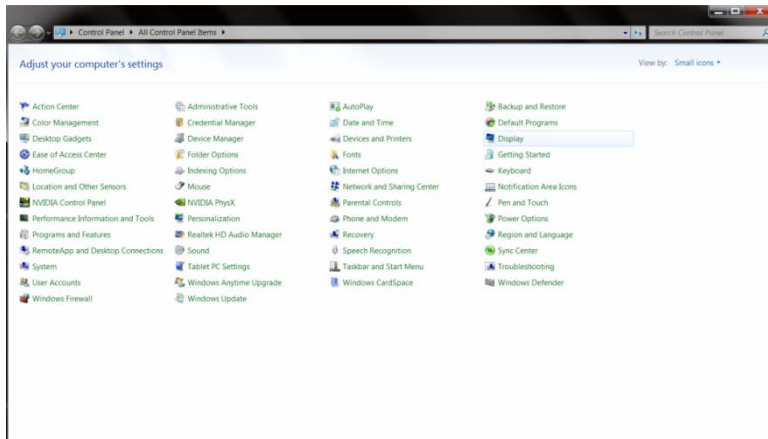 Control Panel All Control Panel Items Search Control Panel
Adjust your computer's settings View by: Small icons
Action Center Administrative Tools AutoPlay Backup and Restore
Color Management Credential Manager Date and Time Default Programs
Desktop Gadgets Device Manager Devices and Printers Display
Ease of Access Center Folder Options Fonts Getting Started
HomeGroup Indexing Options Internet Options Keyboard
Location and Other Sensors Mouse Network and Sharing Center Notification Area Icons
NVIDIA Control Panel NVIDIA PhysX Parental Controls Pen and Touch
Performance Information and Tools Personalization Phone and Modem Power Options
Programs and Features Realtek HD Audio Manager Recovery Region and Language
RemoteApp and Desktop Connections Sound Speech Recognition Sync Center
System Tablet PC Settings Taskbar and Start Menu Troubleshooting
User Accounts Windows Anytime Upgrade Windows CardSpace Windows Defender
Windows Firewall Windows Update